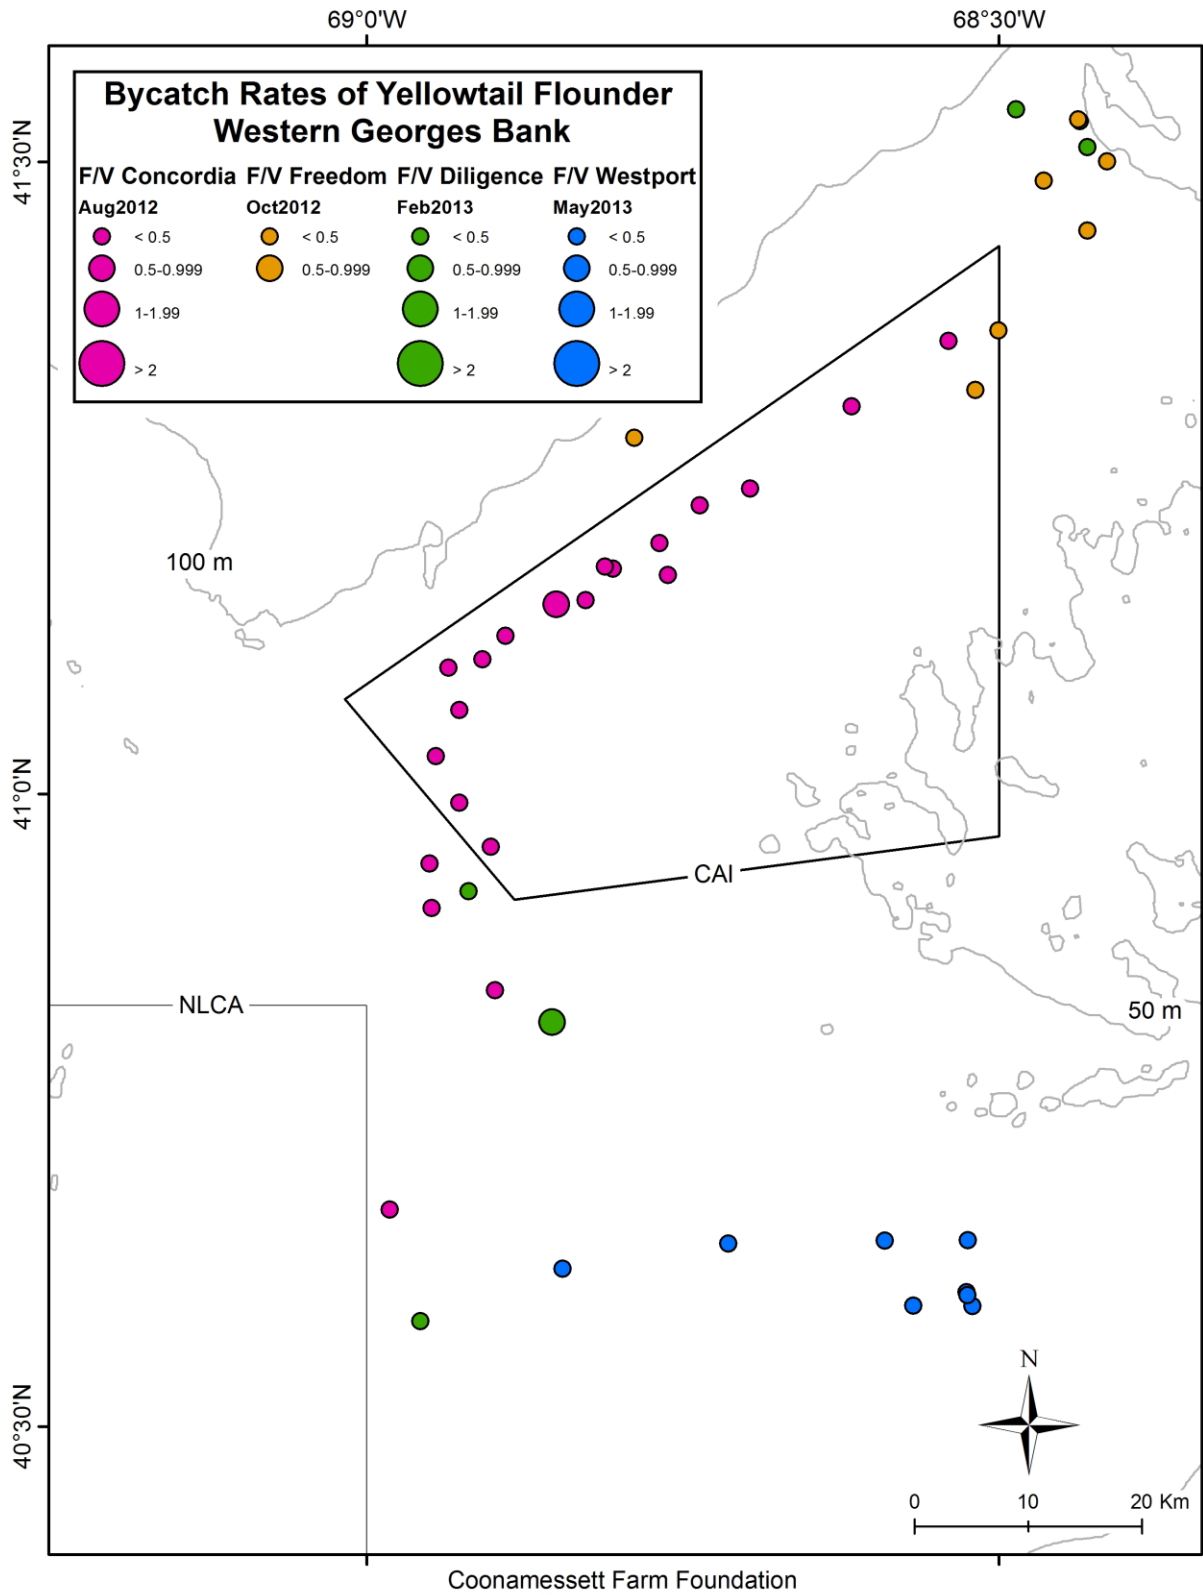 69°0'W 68°30'W
Bycatch Rates of Yellowtail Flounder
Western Georges Bank
F/V Concordia F/V Freedom F/V Diligence F/V Westport
Aug2012 Oct2012 Feb2013 May2013
< 0.5 < 0.5 < 0.5 < 0.5
0.5-0.999 0.5-0.999 0.5-0.999 0.5-0.999
1-1.99 1-1.99 1-1.99
> 2 > 2 > 2
41°30'N
100 m
41°0'N
CAI
NLCA
50 m
N
40°30'N
0 10 20 Km
Coonamessett Farm Foundation